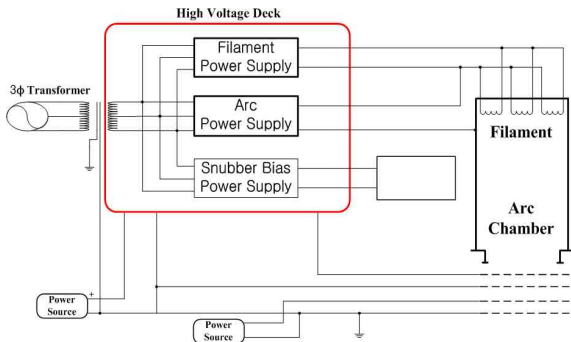 High Voltage Deck
Filament
Power Supply
3ϕ Transformer
Arc
Power Supply
Filament
Snubber Bias
Power Supply
Arc
Chamber
+
Power
Source
Power
Source